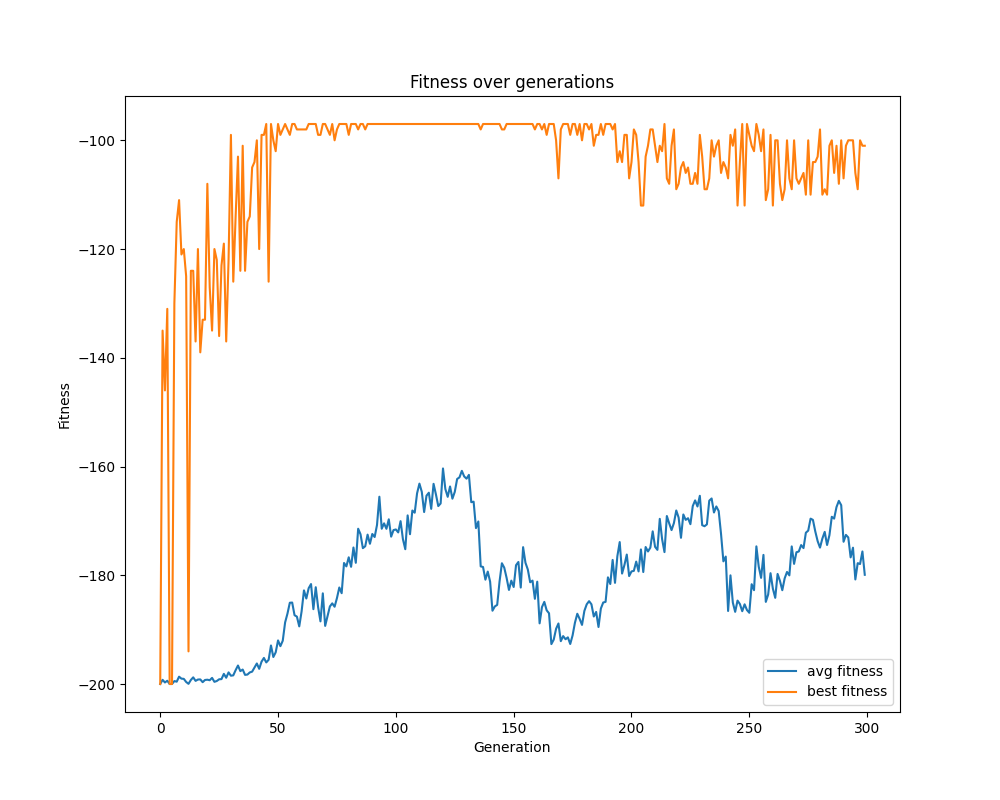 Fitness over generations
Fitness
−100
−120
−140
−160
−180
−200
0 50 100 150 200 250 300
Generation
avg fitness
best fitness